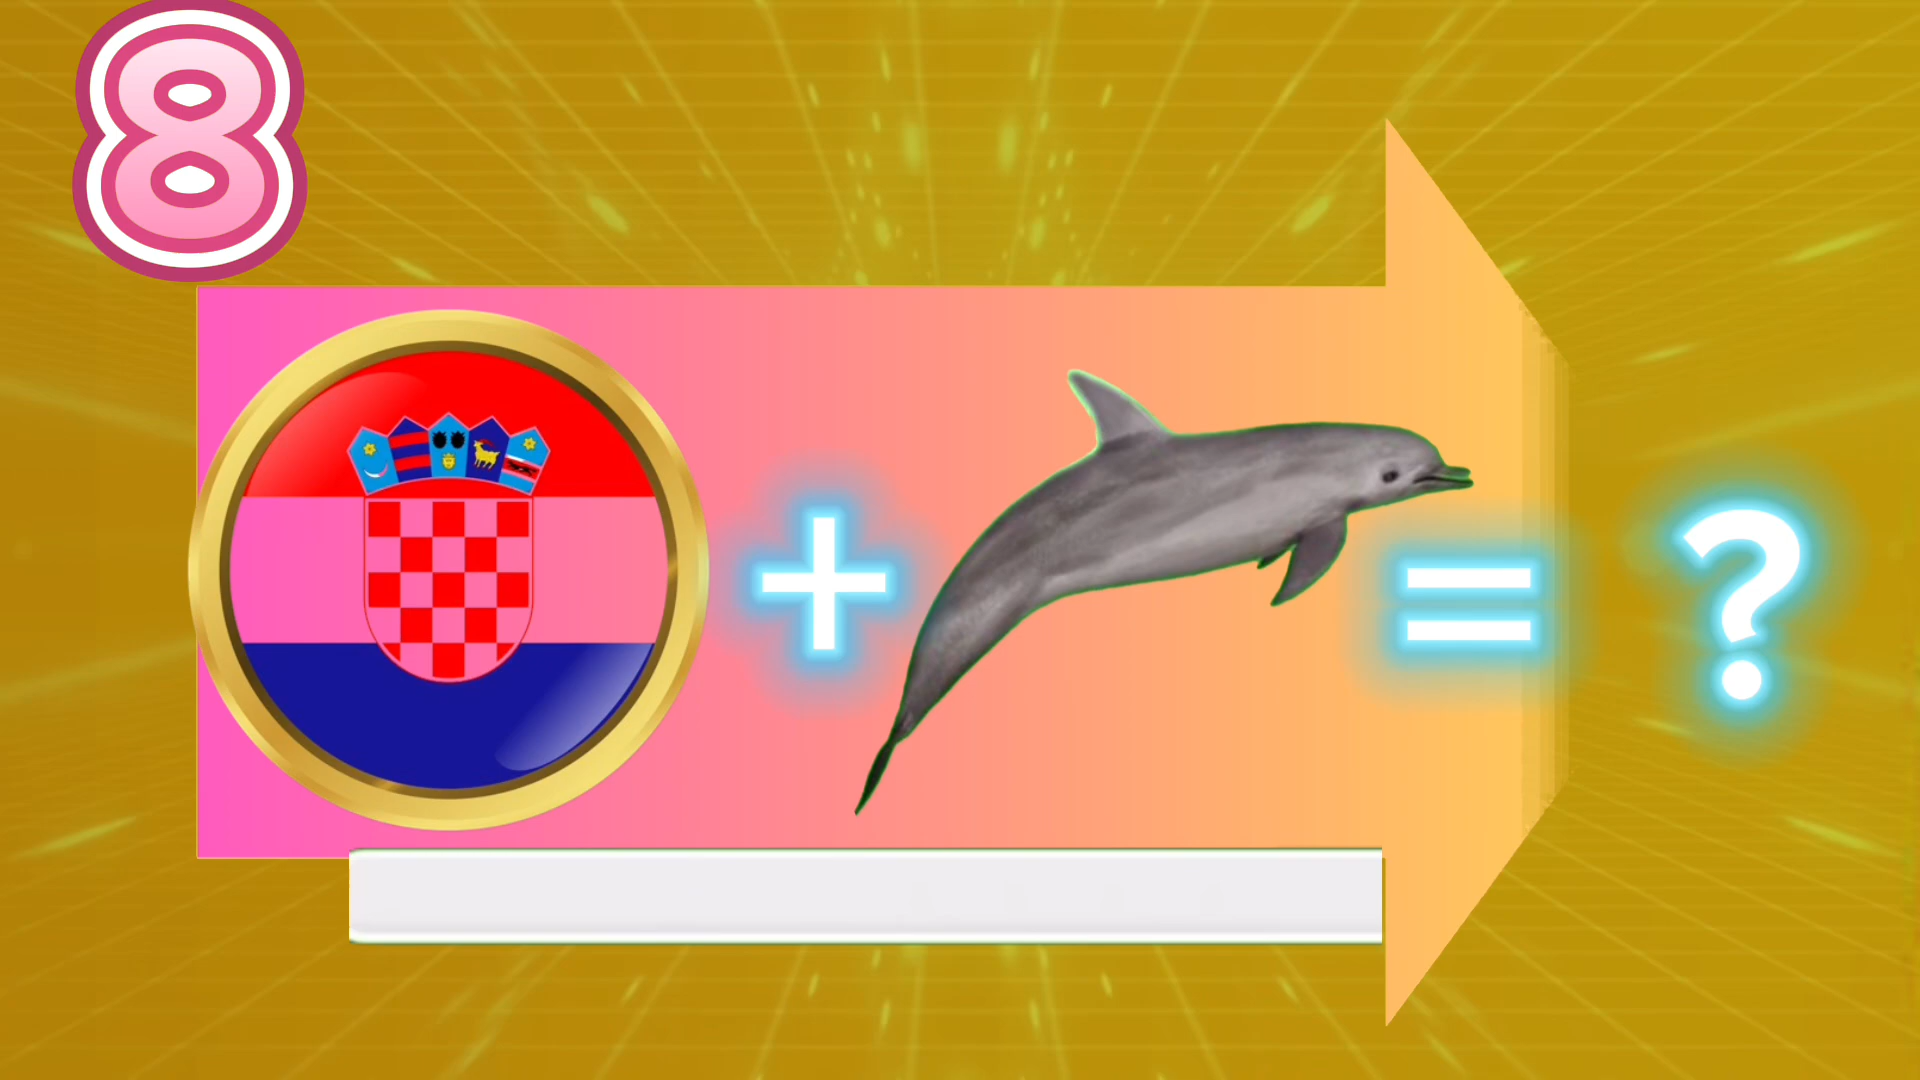 8
+ = ?